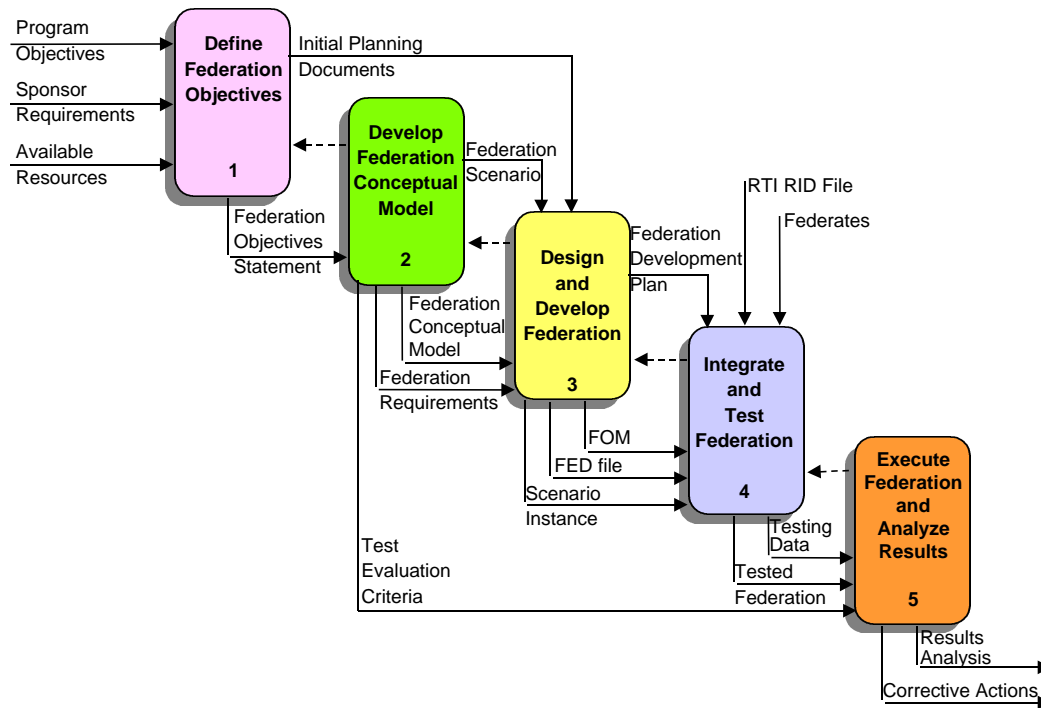 Program
Objectives
Sponsor
Requirements
Available
Resources
Define
Federation
Objectives
1
Initial Planning
Documents
Federation
Objectives
Statement
Develop
Federation
Conceptual
Model
2
Federation
Scenario
Federation
Conceptual
Model
Federation
Requirements
Test
Evaluation
Criteria
Design
and
Develop
Federation
3
Federation
Development
Plan
RTI RID File
Federates
FOM
FED file
Scenario
Instance
Integrate
and
Test
Federation
4
Testing
Data
Tested
Federation
Execute
Federation
and
Analyze
Results
5
Results
Analysis
Corrective Actions